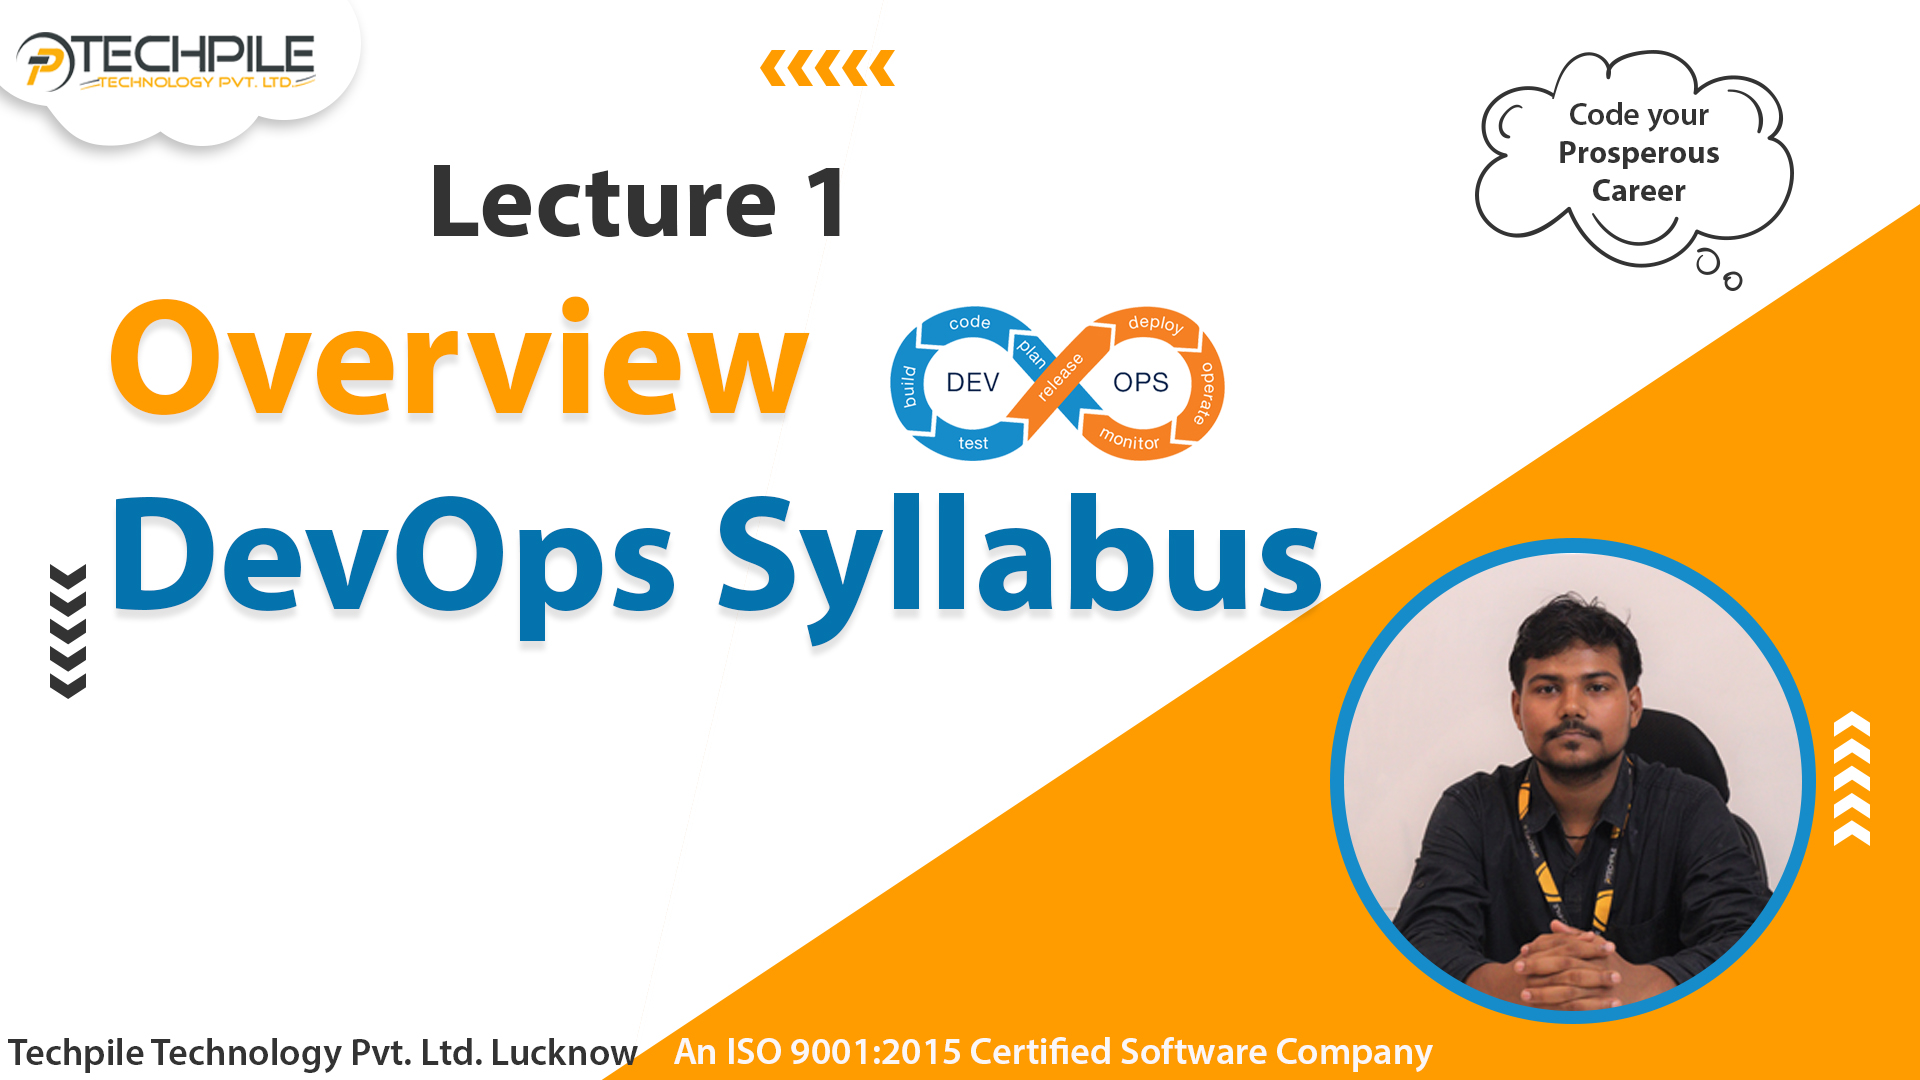 TECHPILE
TECHNOLOGY PVT. LTD.
Code your
Prosperous
Career
Lecture 1
Overview
code
plan
build
DEV
test
release
deploy
OPS
operate
monitor
DevOps Syllabus
Techpile Technology Pvt. Ltd. Lucknow
An ISO 9001:2015 Certified Software Company